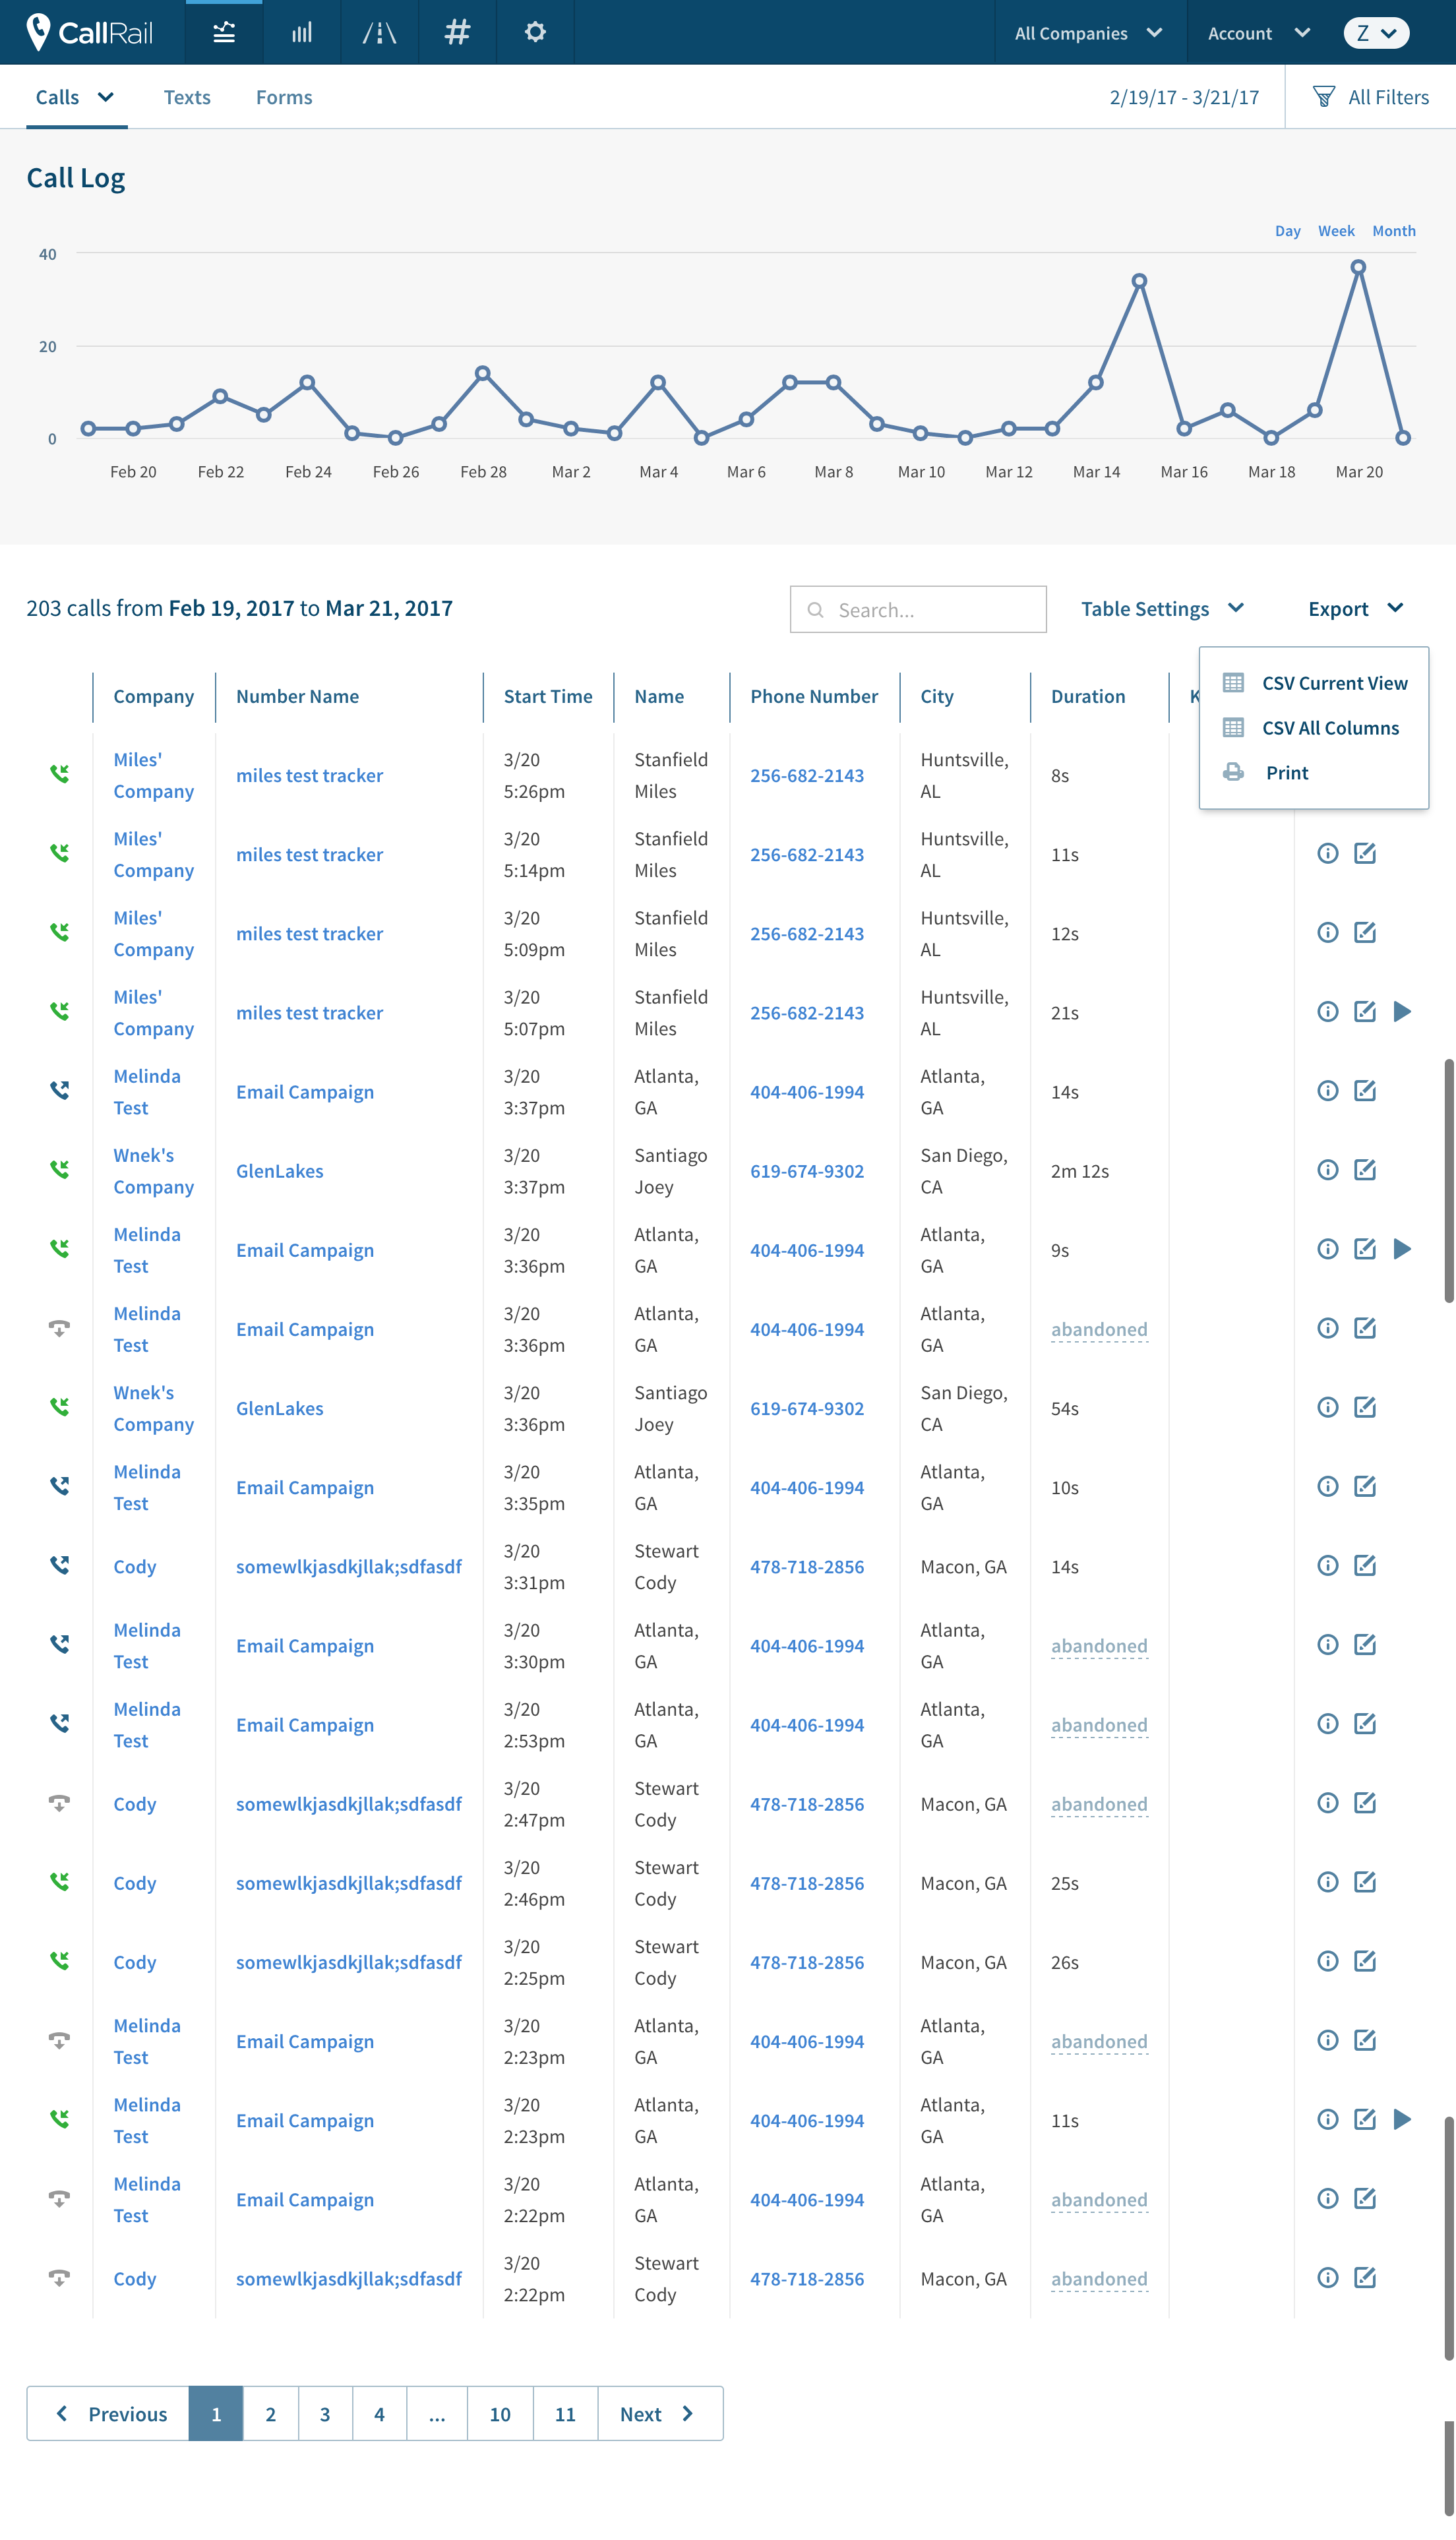 CallRail
All Companies
Account
Z
Calls
Texts
Forms
2/19/17 - 3/21/17
All Filters
Call Log
Day Week Month
40
20
0
Feb 20 Feb 22 Feb 24 Feb 26 Feb 28 Mar 2 Mar 4 Mar 6 Mar 8 Mar 10 Mar 12 Mar 14 Mar 16 Mar 18 Mar 20
203 calls from Feb 19, 2017 to Mar 21, 2017
Search...
Table Settings
Export
CSV Current View
CSV All Columns
Print
Company Number Name Start Time Name Phone Number City Duration K
Miles' Company miles test tracker 3/20 5:26pm Stanfield Miles 256-682-2143 Huntsville, AL 8s
Miles' Company miles test tracker 3/20 5:14pm Stanfield Miles 256-682-2143 Huntsville, AL 11s
Miles' Company miles test tracker 3/20 5:09pm Stanfield Miles 256-682-2143 Huntsville, AL 12s
Miles' Company miles test tracker 3/20 5:07pm Stanfield Miles 256-682-2143 Huntsville, AL 21s
Melinda Test Email Campaign 3/20 3:37pm Atlanta, GA 404-406-1994 Atlanta, GA 14s
Wnek's Company GlenLakes 3/20 3:37pm Santiago Joey 619-674-9302 San Diego, CA 2m 12s
Melinda Test Email Campaign 3/20 3:36pm Atlanta, GA 404-406-1994 Atlanta, GA 9s
Melinda Test Email Campaign 3/20 3:36pm Atlanta, GA 404-406-1994 Atlanta, GA abandoned
Wnek's Company GlenLakes 3/20 3:36pm Santiago Joey 619-674-9302 San Diego, CA 54s
Melinda Test Email Campaign 3/20 3:35pm Atlanta, GA 404-406-1994 Atlanta, GA 10s
Cody somewlkjasdkjllak;sdfasdf 3/20 3:31pm Stewart Cody 478-718-2856 Macon, GA 14s
Melinda Test Email Campaign 3/20 3:30pm Atlanta, GA 404-406-1994 Atlanta, GA abandoned
Melinda Test Email Campaign 3/20 2:53pm Atlanta, GA 404-406-1994 Atlanta, GA abandoned
Cody somewlkjasdkjllak;sdfasdf 3/20 2:47pm Stewart Cody 478-718-2856 Macon, GA abandoned
Cody somewlkjasdkjllak;sdfasdf 3/20 2:46pm Stewart Cody 478-718-2856 Macon, GA 25s
Cody somewlkjasdkjllak;sdfasdf 3/20 2:25pm Stewart Cody 478-718-2856 Macon, GA 26s
Melinda Test Email Campaign 3/20 2:23pm Atlanta, GA 404-406-1994 Atlanta, GA abandoned
Melinda Test Email Campaign 3/20 2:23pm Atlanta, GA 404-406-1994 Atlanta, GA 11s
Melinda Test Email Campaign 3/20 2:22pm Atlanta, GA 404-406-1994 Atlanta, GA abandoned
Cody somewlkjasdkjllak;sdfasdf 3/20 2:22pm Stewart Cody 478-718-2856 Macon, GA abandoned
Previous 1 2 3 4 ... 10 11 Next